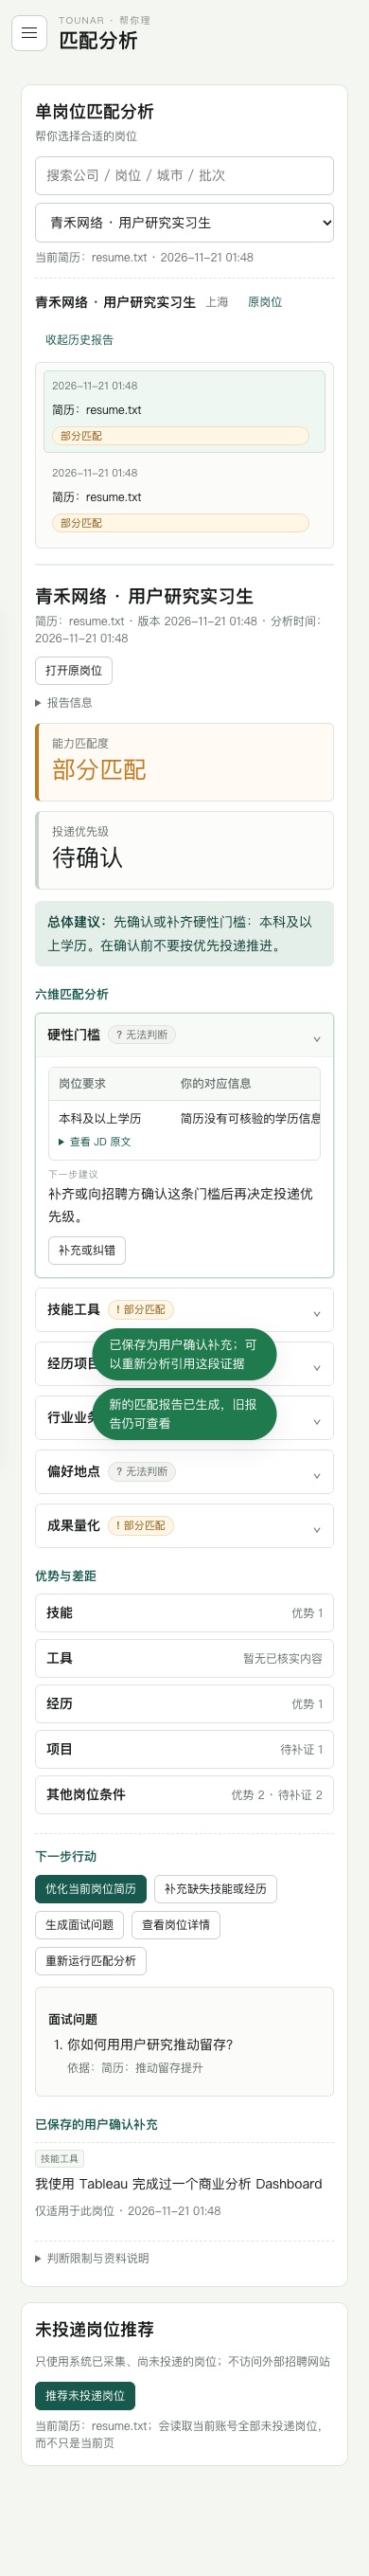 TOUNAR · 帮你理
匹配分析
单岗位匹配分析
帮你选择合适的岗位
搜索公司 / 岗位 / 城市 / 批次
青禾网络 · 用户研究实习生
当前简历：resume.txt · 2026-11-21 01:48
青禾网络 · 用户研究实习生 上海 原岗位
收起历史报告
2026-11-21 01:48
简历：resume.txt
部分匹配
2026-11-21 01:48
简历：resume.txt
部分匹配
青禾网络 · 用户研究实习生
简历：resume.txt · 版本 2026-11-21 01:48 · 分析时间：
2026-11-21 01:48
打开原岗位
报告信息
能力匹配度
部分匹配
投递优先级
待确认
总体建议：先确认或补齐硬性门槛：本科及以
上学历。在确认前不要按优先投递推进。
六维匹配分析
硬性门槛 ? 无法判断
岗位要求 你的对应信息
本科及以上学历 简历没有可核验的学历信息
查看 JD 原文
下一步建议
补齐或向招聘方确认这条门槛后再决定投递优
先级。
补充或纠错
技能工具 ! 部分匹配
已保存为用户确认补充；可
以重新分析引用这段证据
经历项目
新的匹配报告已生成，旧报
告仍可查看
行业业务
偏好地点 ? 无法判断
成果量化 ! 部分匹配
优势与差距
技能 优势 1
工具 暂无已核实内容
经历 优势 1
项目 待补证 1
其他岗位条件 优势 2 · 待补证 2
下一步行动
优化当前岗位简历 补充缺失技能或经历
生成面试问题 查看岗位详情
重新运行匹配分析
面试问题
1. 你如何用用户研究推动留存？
依据：简历：推动留存提升
已保存的用户确认补充
技能工具
我使用 Tableau 完成过一个商业分析 Dashboard
仅适用于此岗位 · 2026-11-21 01:48
判断限制与资料说明
未投递岗位推荐
只使用系统已采集、尚未投递的岗位；不访问外部招聘网站
推荐未投递岗位
当前简历：resume.txt；会读取当前账号全部未投递岗位，
而不只是当前页